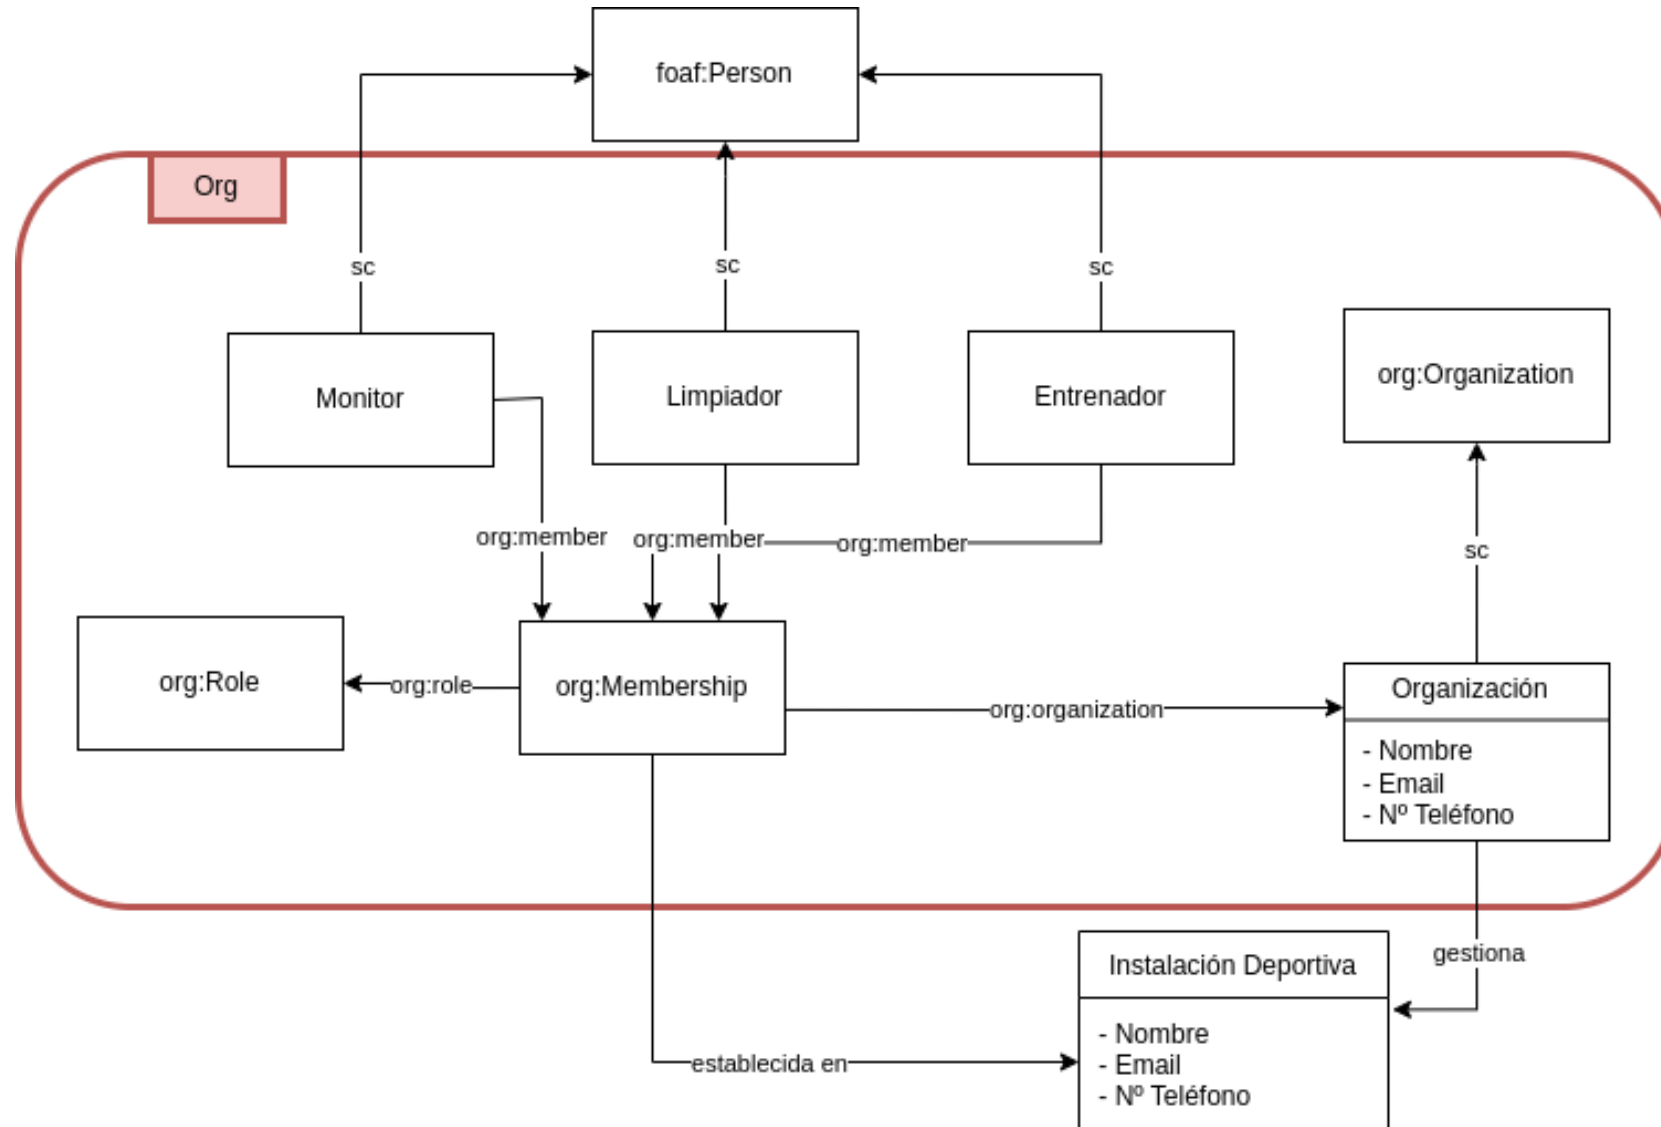 foaf:Person
Org
sc
sc
sc
Monitor
Limpiador
Entrenador
org:Organization
org:member
org:member
org:member
sc
org:Role
org:role
org:Membership
org:organization
Organización
- Nombre
- Email
- Nº Teléfono
gestiona
Instalación Deportiva
- Nombre
- Email
- Nº Teléfono
establecida en